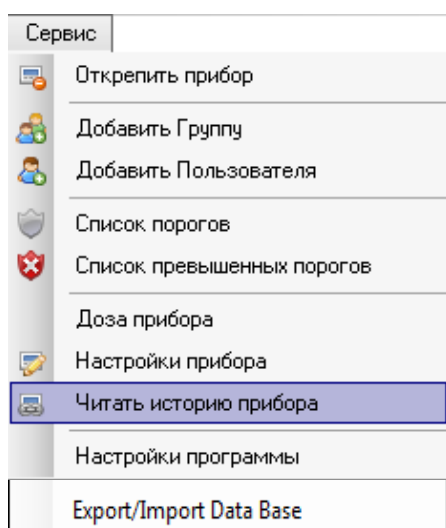 Сервис
Открепить прибор
Добавить Группу
Добавить Пользователя
Список порогов
Список превышенных порогов
Доза прибора
Настройки прибора
Читать историю прибора
Настройки программы
Export/Import Data Base